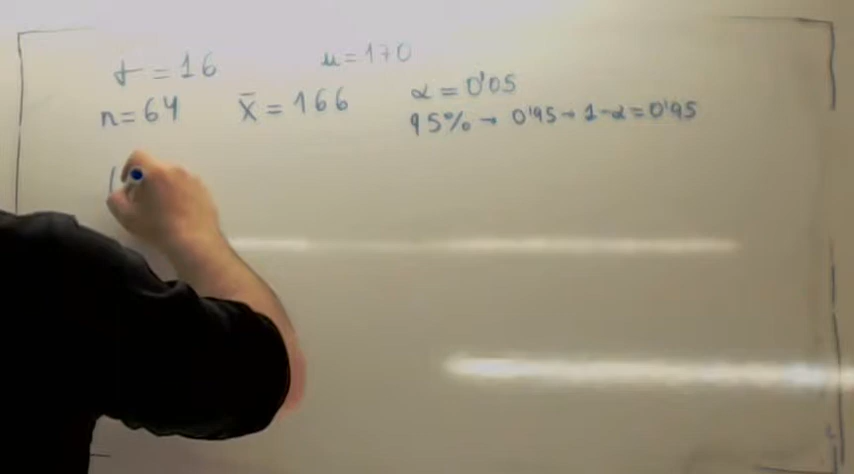 σ = 16 μ = 170
n = 64 x̄ = 166 α = 0'05
95% → 0'95 → 1-α = 0'95